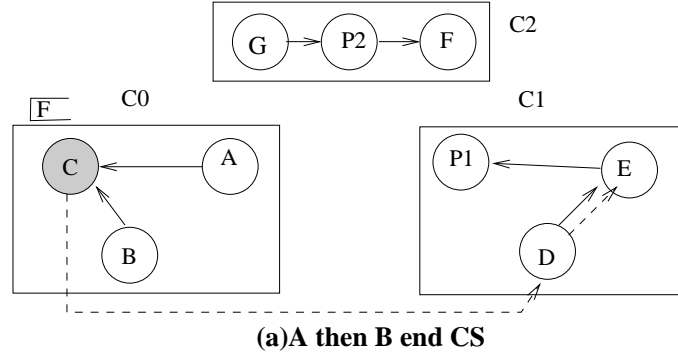 G P2 F C2
F C0 C1
C A P1 E
B D
(a)A then B end CS